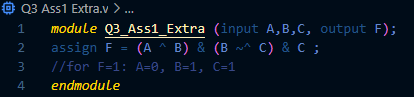 Q3 Ass1 Extra.v > ...
1 module Q3_Ass1_Extra (input A,B,C, output F);
2 assign F = (A ^ B) & (B ~^ C) & C ;
3 //for F=1: A=0, B=1, C=1
4 endmodule